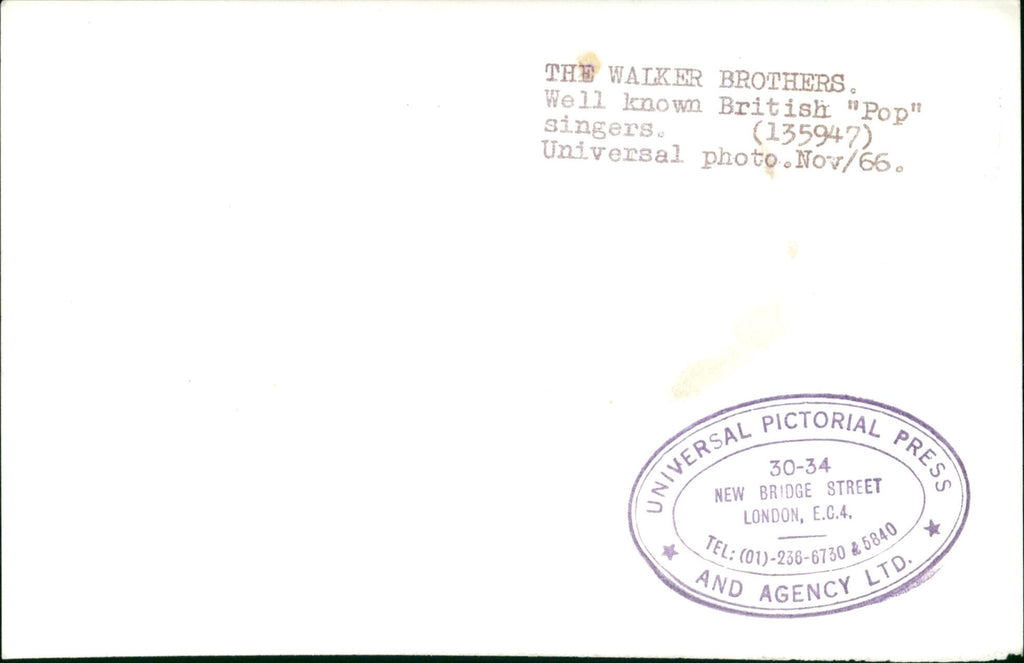 THE WALKER BROTHERS.
Well known British "Pop"
singers. (135947)
Universal photo.Nov/66.
UNIVERSAL PICTORIAL PRESS
30-34
NEW BRIDGE STREET
LONDON, E.C.4.
TEL: (01)-236-6730 & 5840
AND AGENCY LTD.